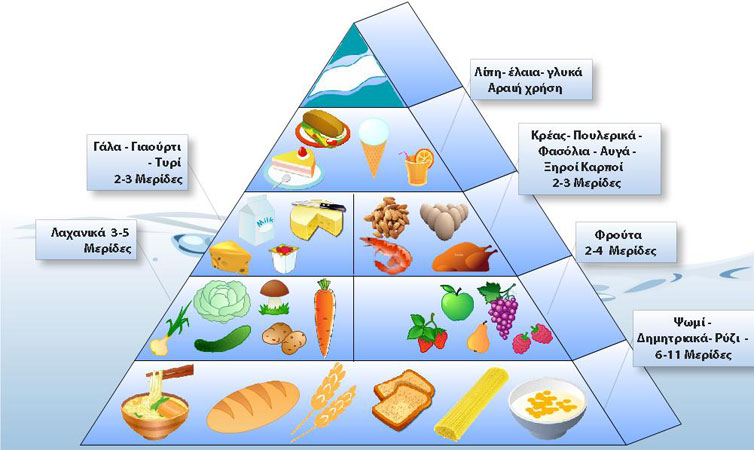 Λίπη- έλαια- γλυκά
Αραιή χρήση
Γάλα - Γιαούρτι
- Τυρί
2-3 Μερίδες
Κρέας- Πουλερικά -
Φασόλια - Αυγά -
Ξηροί Καρποί
2-3 Μερίδες
Λαχανικά 3-5
Μερίδες
Φρούτα
2-4 Μερίδες
Ψωμί -
Δημητριακά- Ρύζι -
6-11 Μερίδες
Milk